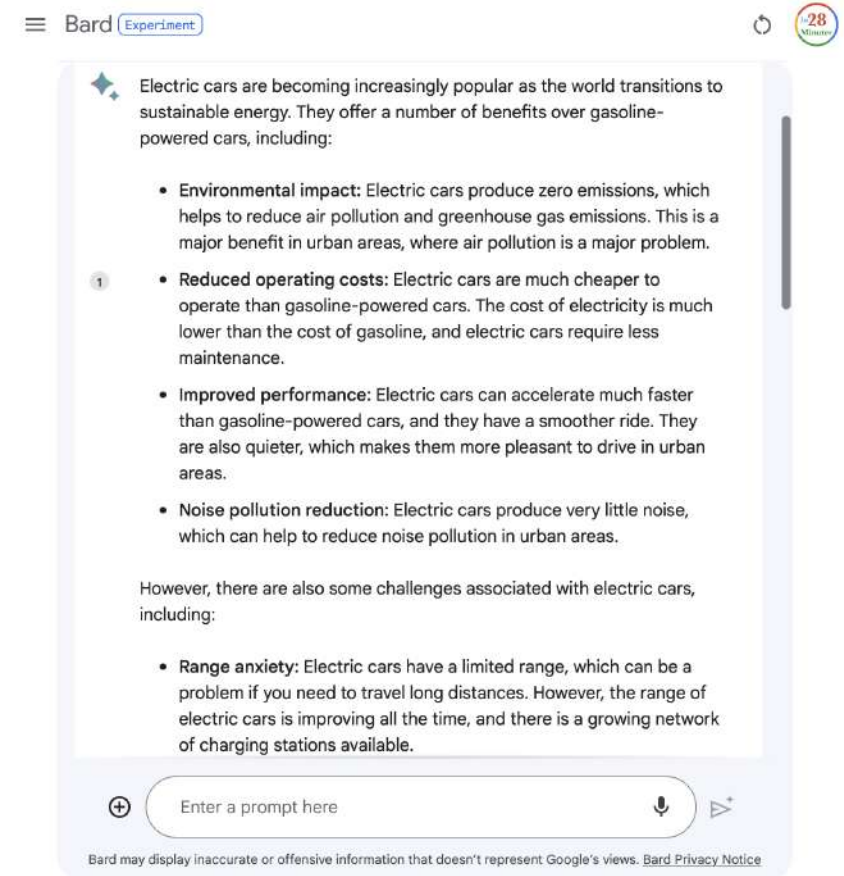 Bard Experiment
in28
Minutes
Electric cars are becoming increasingly popular as the world transitions to
sustainable energy. They offer a number of benefits over gasoline-
powered cars, including:
• Environmental impact: Electric cars produce zero emissions, which
helps to reduce air pollution and greenhouse gas emissions. This is a
major benefit in urban areas, where air pollution is a major problem.
1
• Reduced operating costs: Electric cars are much cheaper to
operate than gasoline-powered cars. The cost of electricity is much
lower than the cost of gasoline, and electric cars require less
maintenance.
• Improved performance: Electric cars can accelerate much faster
than gasoline-powered cars, and they have a smoother ride. They
are also quieter, which makes them more pleasant to drive in urban
areas.
• Noise pollution reduction: Electric cars produce very little noise,
which can help to reduce noise pollution in urban areas.
However, there are also some challenges associated with electric cars,
including:
• Range anxiety: Electric cars have a limited range, which can be a
problem if you need to travel long distances. However, the range of
electric cars is improving all the time, and there is a growing network
of charging stations available.
Enter a prompt here
Bard may display inaccurate or offensive information that doesn't represent Google's views. Bard Privacy Notice